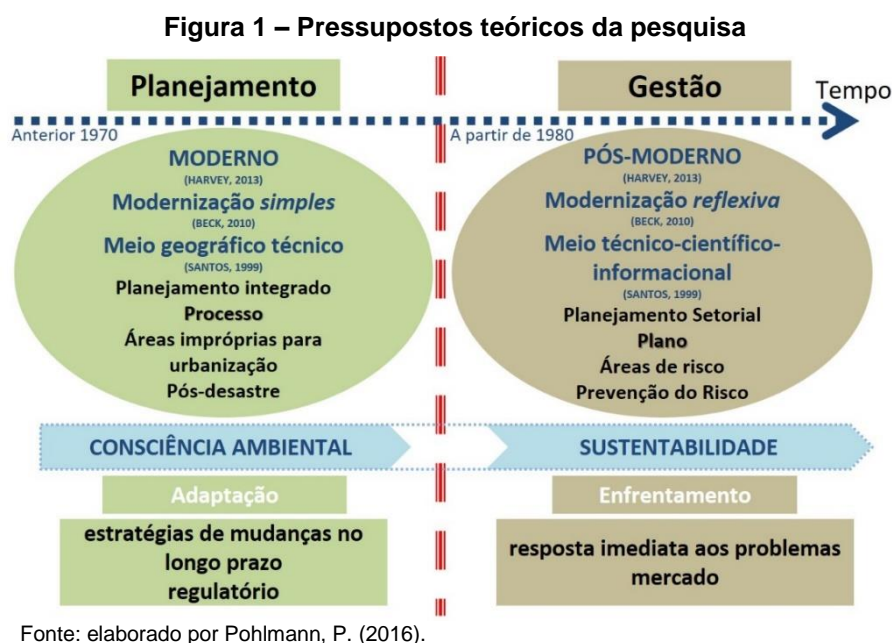 Figura 1 – Pressupostos teóricos da pesquisa
Planejamento
Gestão
Tempo
Anterior 1970
A partir de 1980
MODERNO
(HARVEY, 2013)
Modernização simples
(BECK, 2010)
Meio geográfico técnico
(SANTOS, 1999)
Planejamento integrado
Processo
Áreas impróprias para
urbanização
Pós-desastre
PÓS-MODERNO
(HARVEY, 2013)
Modernização reflexiva
(BECK, 2010)
Meio técnico-científico-
informacional
(SANTOS, 1999)
Planejamento Setorial
Plano
Áreas de risco
Prevenção do Risco
CONSCIÊNCIA AMBIENTAL
SUSTENTABILIDADE
Adaptação
estratégias de mudanças no
longo prazo
regulatório
Enfrentamento
resposta imediata aos problemas
mercado
Fonte: elaborado por Pohlmann, P. (2016).